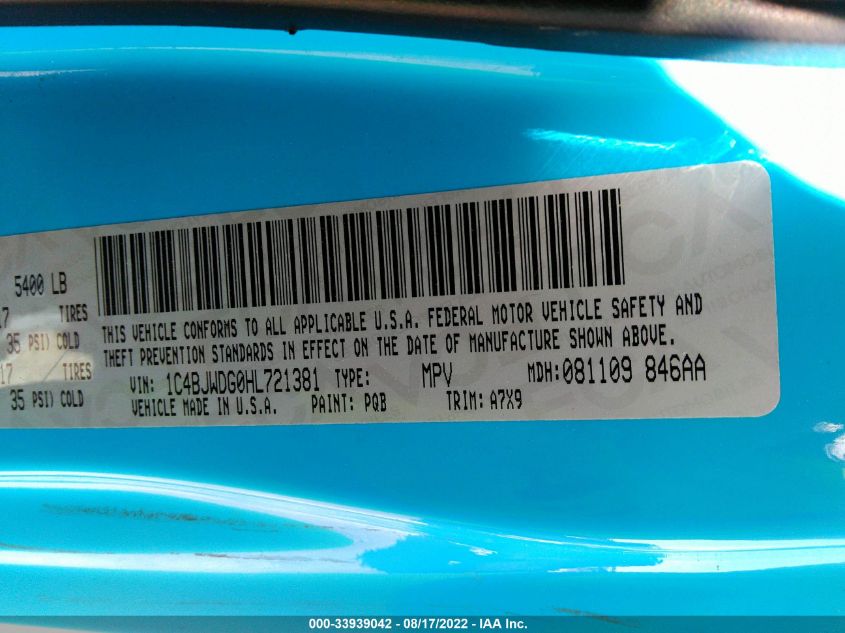 5400 LB
17 TIRES
35 PSI) COLD
17
35 PSI) COLD
THIS VEHICLE CONFORMS TO ALL APPLICABLE U.S.A. FEDERAL MOTOR VEHICLE SAFETY AND
THEFT PREVENTION STANDARDS IN EFFECT ON THE DATE OF MANUFACTURE SHOWN ABOVE.
VIN: 1C4BJWDG0HL721381 TYPE: MPV MDH:081109 846AA
VEHICLE MADE IN U.S.A. PAINT: PQB TRIM: A7X9
TIRES
000-33939042 - 08/17/2022 - IAA Inc.